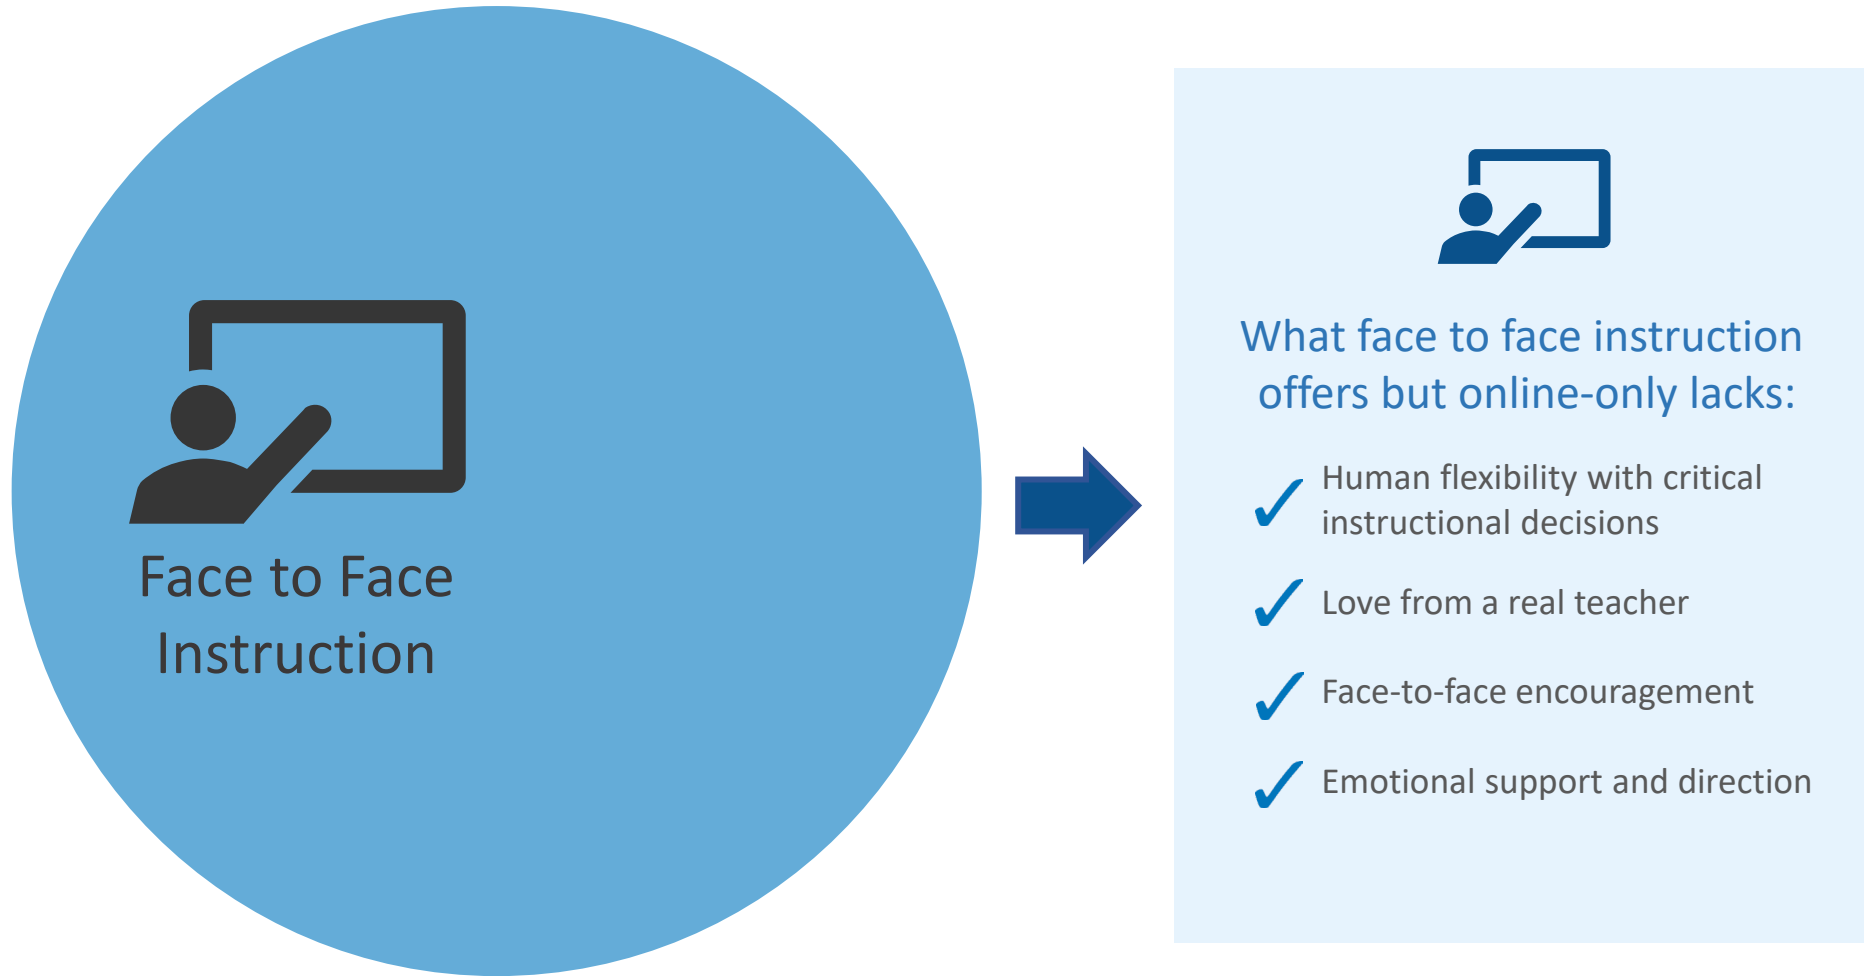 Face to Face
Instruction
What face to face instruction
offers but online-only lacks:
Human flexibility with critical
instructional decisions
Love from a real teacher
Face-to-face encouragement
Emotional support and direction